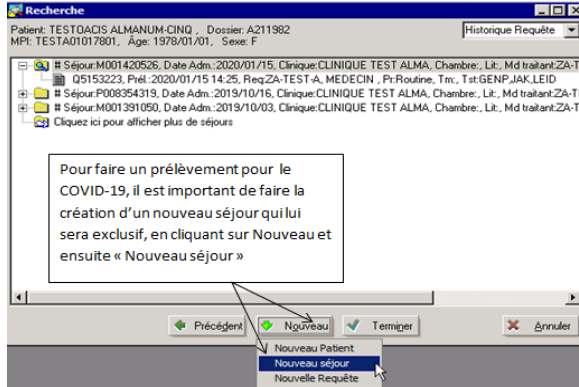 Recherche
Patient: TESTOACIS ALMANUM-CINQ , Dossier: A211982
Historique Requête
MPI: TESTA01017801, Âge: 1978/01/01, Sexe: F
# Séjour:M001420526, Date Adm.:2020/01/15, Clinique:CLINIQUE TEST ALMA, Chambre:, Lit:, Md traitant:ZA-T
Q5153223, Prél.:2020/01/15 14:25, Req:ZA-TEST-A, MEDECIN , Pr:Routine, Tm:, Tst:GENP,JAK,LEID
# Séjour:P008354319, Date Adm.:2019/10/16, Clinique:CLINIQUE TEST ALMA, Chambre:, Lit:, Md traitant:ZA-T
# Séjour:M001391050, Date Adm.:2019/10/03, Clinique:CLINIQUE TEST ALMA, Chambre:, Lit:, Md traitant:ZA-T
Cliquez ici pour afficher plus de séjours
Pour faire un prélèvement pour le
COVID-19, il est important de faire la
création d’un nouveau séjour qui lui
sera exclusif, en cliquant sur Nouveau et
ensuite « Nouveau séjour »
Précédent
Nouveau
Terminer
Annuler
Nouveau Patient
Nouveau séjour
Nouvelle Requête